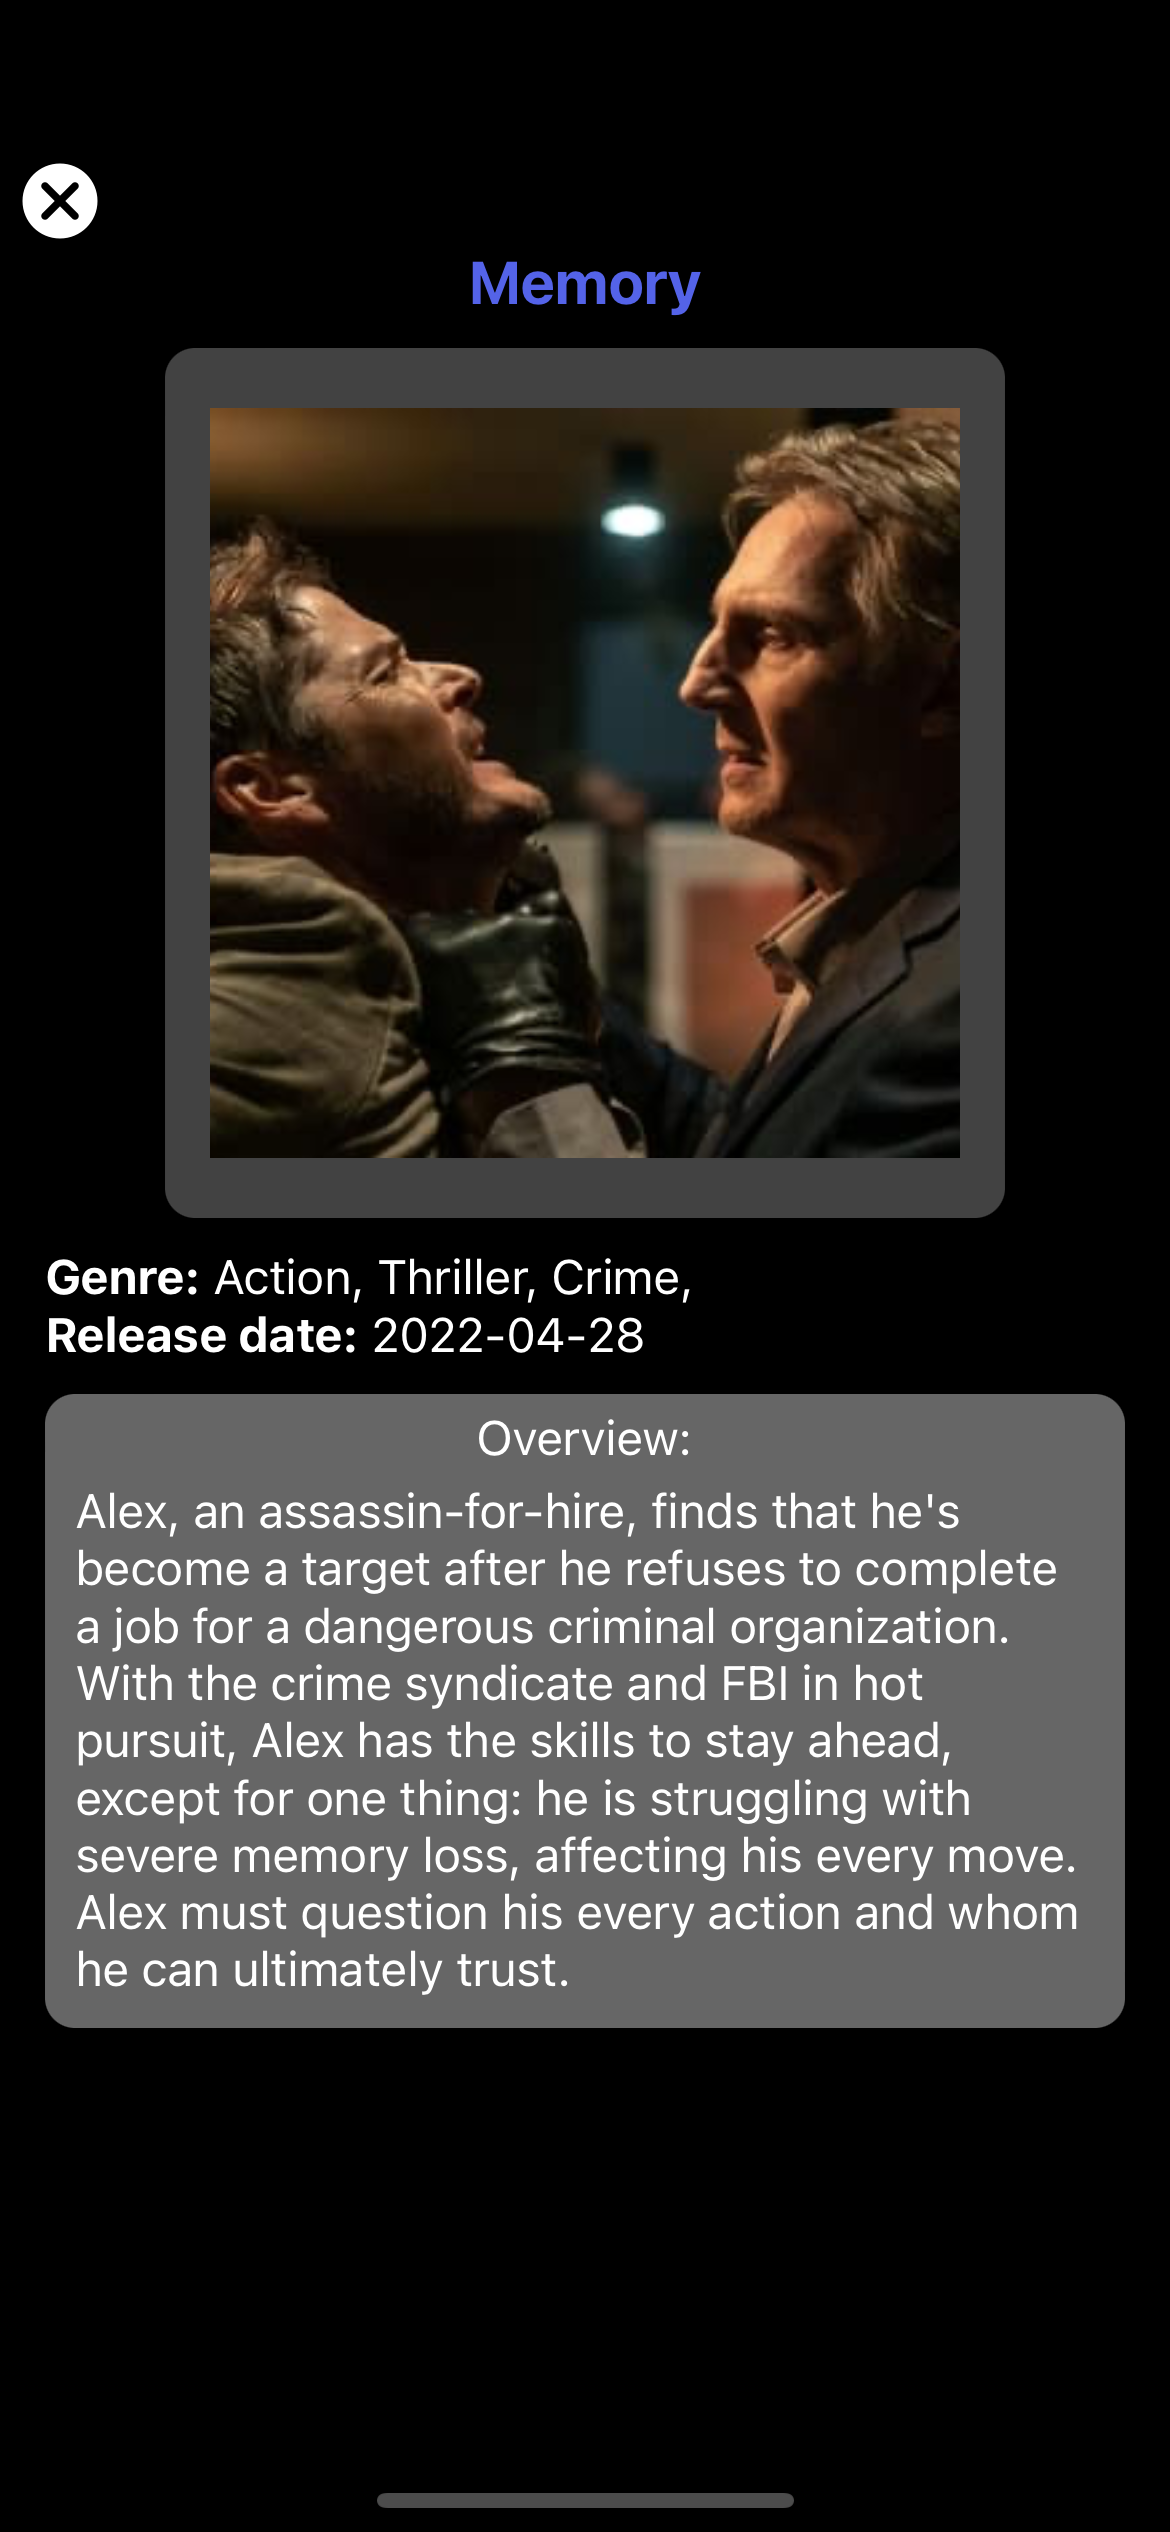 Memory
Genre: Action, Thriller, Crime,
Release date: 2022-04-28
Overview:
Alex, an assassin-for-hire, finds that he's
become a target after he refuses to complete
a job for a dangerous criminal organization.
With the crime syndicate and FBI in hot
pursuit, Alex has the skills to stay ahead,
except for one thing: he is struggling with
severe memory loss, affecting his every move.
Alex must question his every action and whom
he can ultimately trust.